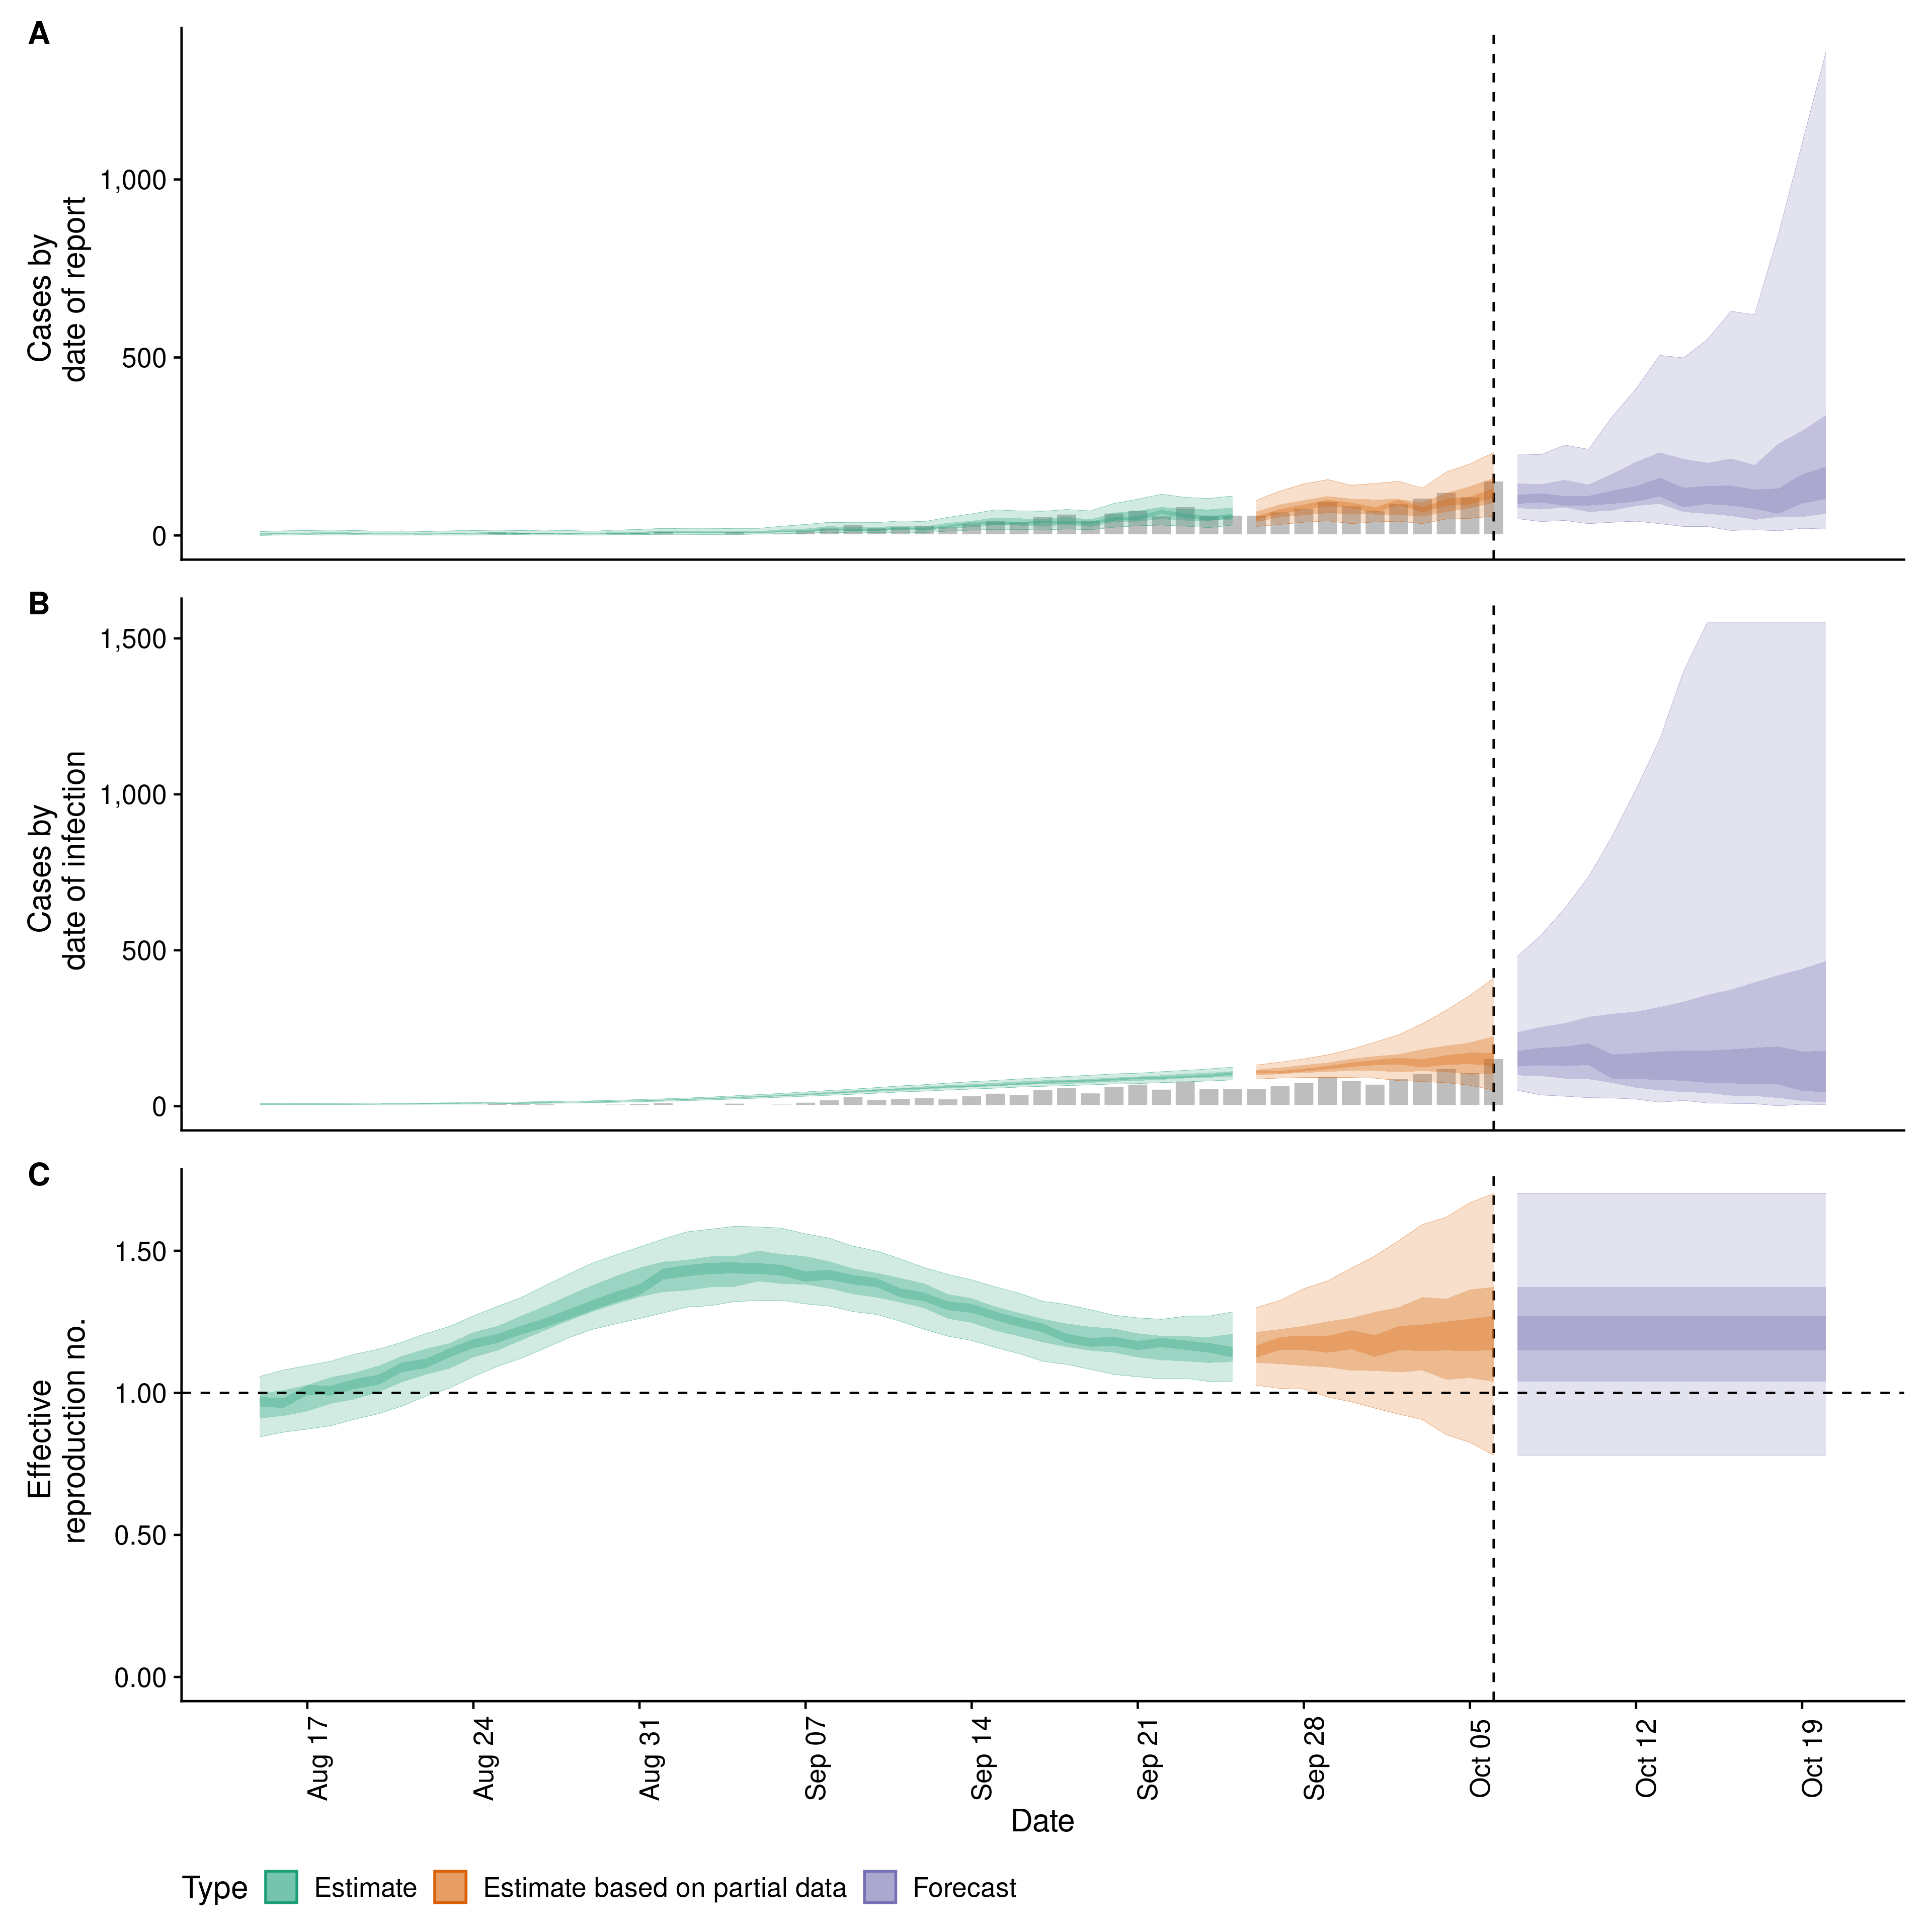 A
Cases by
date of report
1,000
500
0
B
Cases by
date of infection
1,500
1,000
500
0
C
Effective
reproduction no.
1.50
1.00
0.50
0.00
Aug 17
Aug 24
Aug 31
Sep 07
Sep 14
Sep 21
Sep 28
Oct 05
Oct 12
Oct 19
Date
Type Estimate Estimate based on partial data Forecast